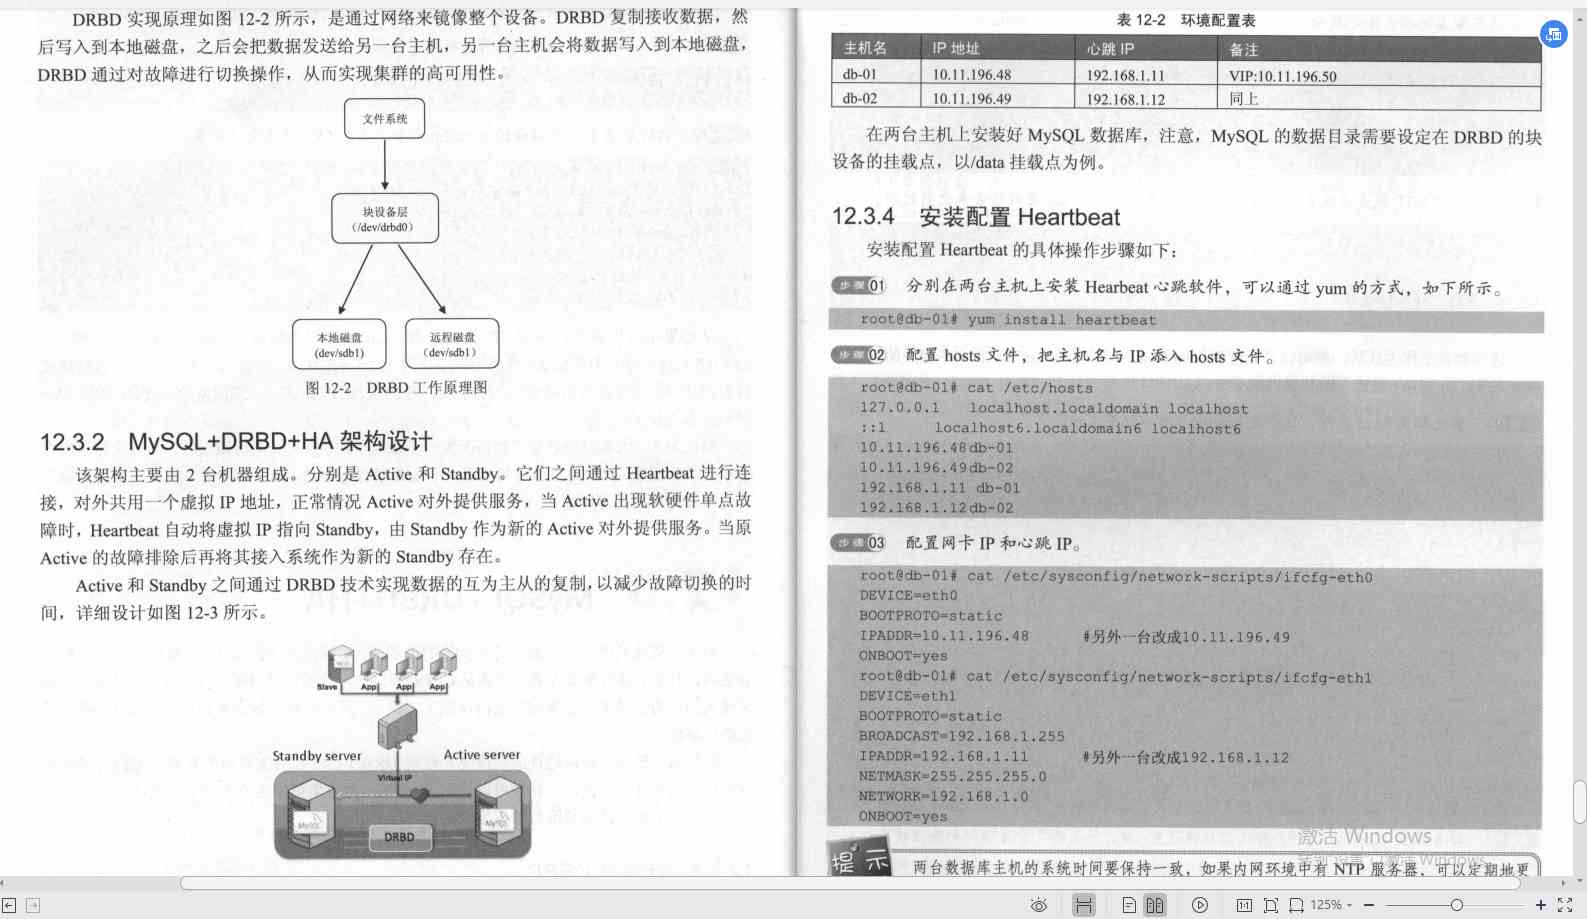 DRBD 实现原理如图 12-2 所示，是通过网络来镜像整个设备。DRBD 复制接收数据，然
后写入到本地磁盘，之后会把数据发送给另一台主机，另一台主机会将数据写入到本地磁盘，
DRBD 通过对故障进行切换操作，从而实现集群的高可用性。
文件系统
块设备层
（/dev/drbd0）
本地磁盘
(dev/sdb1)
远程磁盘
（dev/sdb1）
图 12-2 DRBD 工作原理图
12.3.2 MySQL+DRBD+HA 架构设计
该架构主要由 2 台机器组成。分别是 Active 和 Standby。它们之间通过 Heartbeat 进行连
接，对外共用一个虚拟 IP 地址，正常情况 Active 对外提供服务，当 Active 出现软硬件单点故
障时，Heartbeat 自动将虚拟 IP 指向 Standby，由 Standby 作为新的 Active 对外提供服务。当原
Active 的故障排除后再将其接入系统作为新的 Standby 存在。
Active 和 Standby 之间通过 DRBD 技术实现数据的互为主从的复制，以减少故障切换的时
间，详细设计如图 12-3 所示。
Slave App App App
Standby server Active server
Virtual IP
MySQL MySQL
DRBD
表 12-2 环境配置表
主机名 IP 地址 心跳 IP 备注
db-01 10.11.196.48 192.168.1.11 VIP:10.11.196.50
db-02 10.11.196.49 192.168.1.12 同上
在两台主机上安装好 MySQL 数据库，注意，MySQL 的数据目录需要设定在 DRBD 的块
设备的挂载点，以/data 挂载点为例。
12.3.4 安装配置 Heartbeat
安装配置 Heartbeat 的具体操作步骤如下：
步骤 01 分别在两台主机上安装 Hearbeat 心跳软件，可以通过 yum 的方式，如下所示。
root@db-01# yum install heartbeat
步骤 02 配置 hosts 文件，把主机名与 IP 添入 hosts 文件。
root@db-01# cat /etc/hosts
127.0.0.1 localhost.localdomain localhost
::1 localhost6.localdomain6 localhost6
10.11.196.48db-01
10.11.196.49db-02
192.168.1.11 db-01
192.168.1.12db-02
步骤 03 配置网卡 IP 和心跳 IP。
root@db-01# cat /etc/sysconfig/network-scripts/ifcfg-eth0
DEVICE=eth0
BOOTPROTO=static
IPADDR=10.11.196.48 #另外一台改成10.11.196.49
ONBOOT=yes
root@db-01# cat /etc/sysconfig/network-scripts/ifcfg-eth1
DEVICE=eth1
BOOTPROTO=static
BROADCAST=192.168.1.255
IPADDR=192.168.1.11 #另外一台改成192.168.1.12
NETMASK=255.255.255.0
NETWORK=192.168.1.0
ONBOOT=yes
激活 Windows
提示 两台数据库主机的系统时间要保持一致，如果内网环境中有 NTP 服务器，可以定期地更
125%